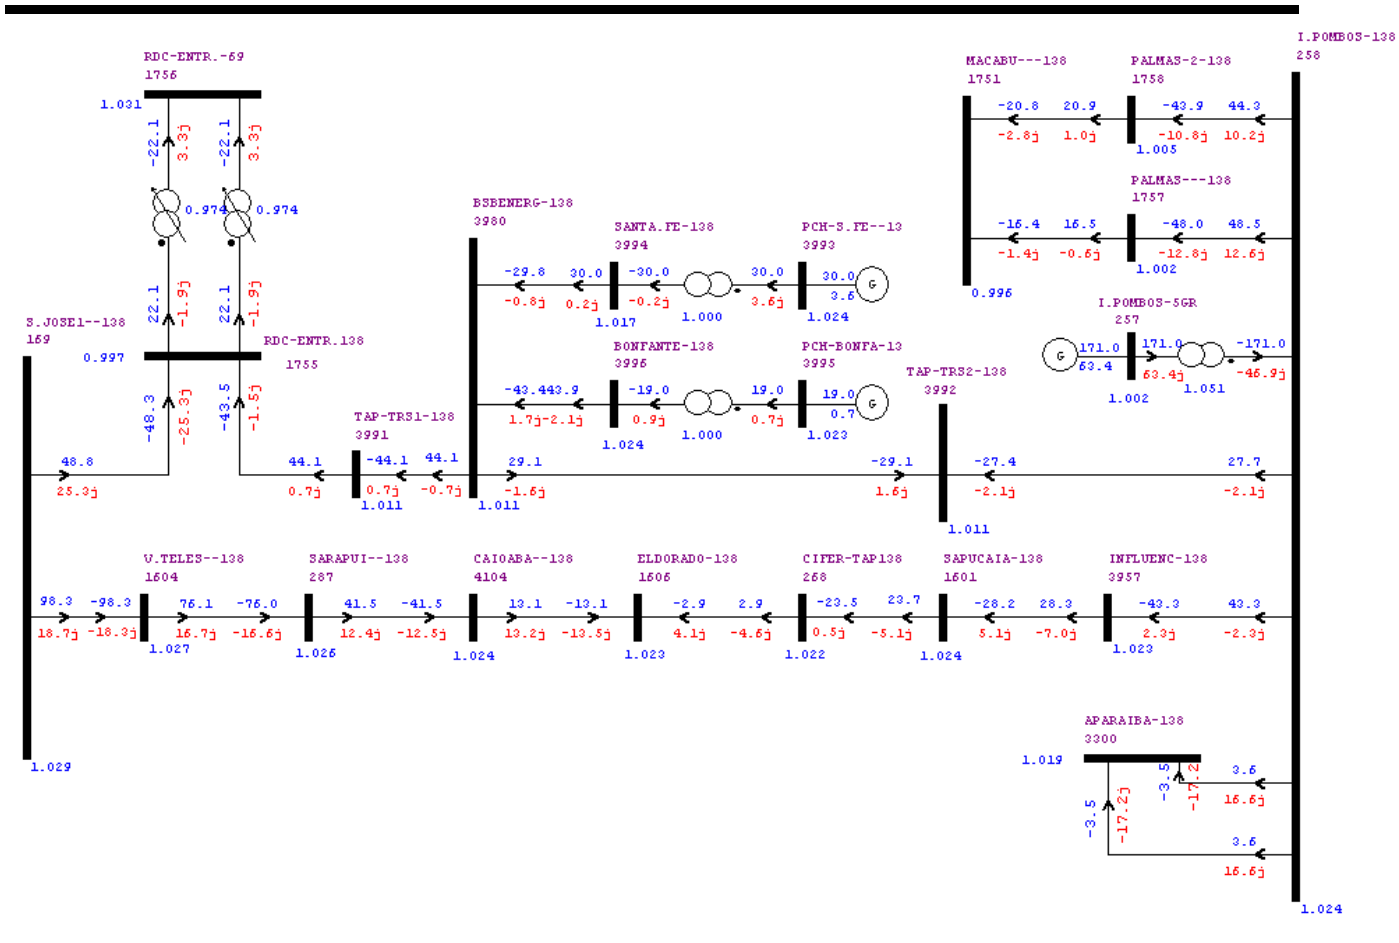 I.POMBOS-138
258
RDC-ENTR.-69
1756
1.031
-22.1
3.3j
-22.1
3.3j
0.974
0.974
22.1
-1.9j
22.1
-1.9j
S.JOSE1--138
169
0.997
RDC-ENTR.138
1755
-48.3
-25.3j
-43.5
-1.5j
48.8
25.3j
44.1
0.7j
TAP-TRS1-138
3991
-44.1
0.7j
44.1
-0.7j
1.011
BSBENERG-138
3980
-29.8
-0.8j
30.0
0.2j
SANTA.FE-138
3994
-30.0
-0.2j
1.017
1.000
30.0
3.6j
PCH-S.FE--13
3993
30.0
3.6
G
1.024
-43.4
43.9
1.7j
-2.1j
BONFANTE-138
3996
-19.0
0.9j
1.024
1.000
19.0
0.7j
PCH-BONFA-13
3995
19.0
0.7
G
1.023
29.1
-1.6j
1.011
-29.1
1.6j
TAP-TRS2-138
3992
-27.4
-2.1j
27.7
-2.1j
1.011
MACABU---138
1751
-20.8
-2.8j
20.9
1.0j
PALMAS-2-138
1758
-43.9
-10.8j
44.3
10.2j
1.005
-16.4
-1.4j
16.5
-0.6j
PALMAS---138
1757
-48.0
-12.8j
48.5
12.6j
1.002
0.996
I.POMBOS-5GR
257
G
171.0
63.4
171.0
63.4j
1.002
1.051
-171.0
-46.9j
98.3
18.7j
-98.3
-18.3j
V.TELES--138
1604
76.1
16.7j
-76.0
-16.6j
1.027
SARAPUI--138
287
41.5
12.4j
-41.5
-12.5j
1.026
CAIOABA--138
4104
13.1
13.2j
-13.1
-13.5j
1.024
ELDORADO-138
1606
-2.9
4.1j
2.9
-4.6j
1.023
CIFER-TAP138
268
-23.5
0.5j
23.7
-5.1j
1.022
SAPUCAIA-138
1601
-28.2
5.1j
28.3
-7.0j
1.024
INFLUENC-138
3957
-43.3
2.3j
43.3
-2.3j
1.023
1.029
APARAIBA-138
3300
1.019
-3.5
-17.2j
-3.5
-17.2
3.6
16.6j
3.6
16.6j
1.024